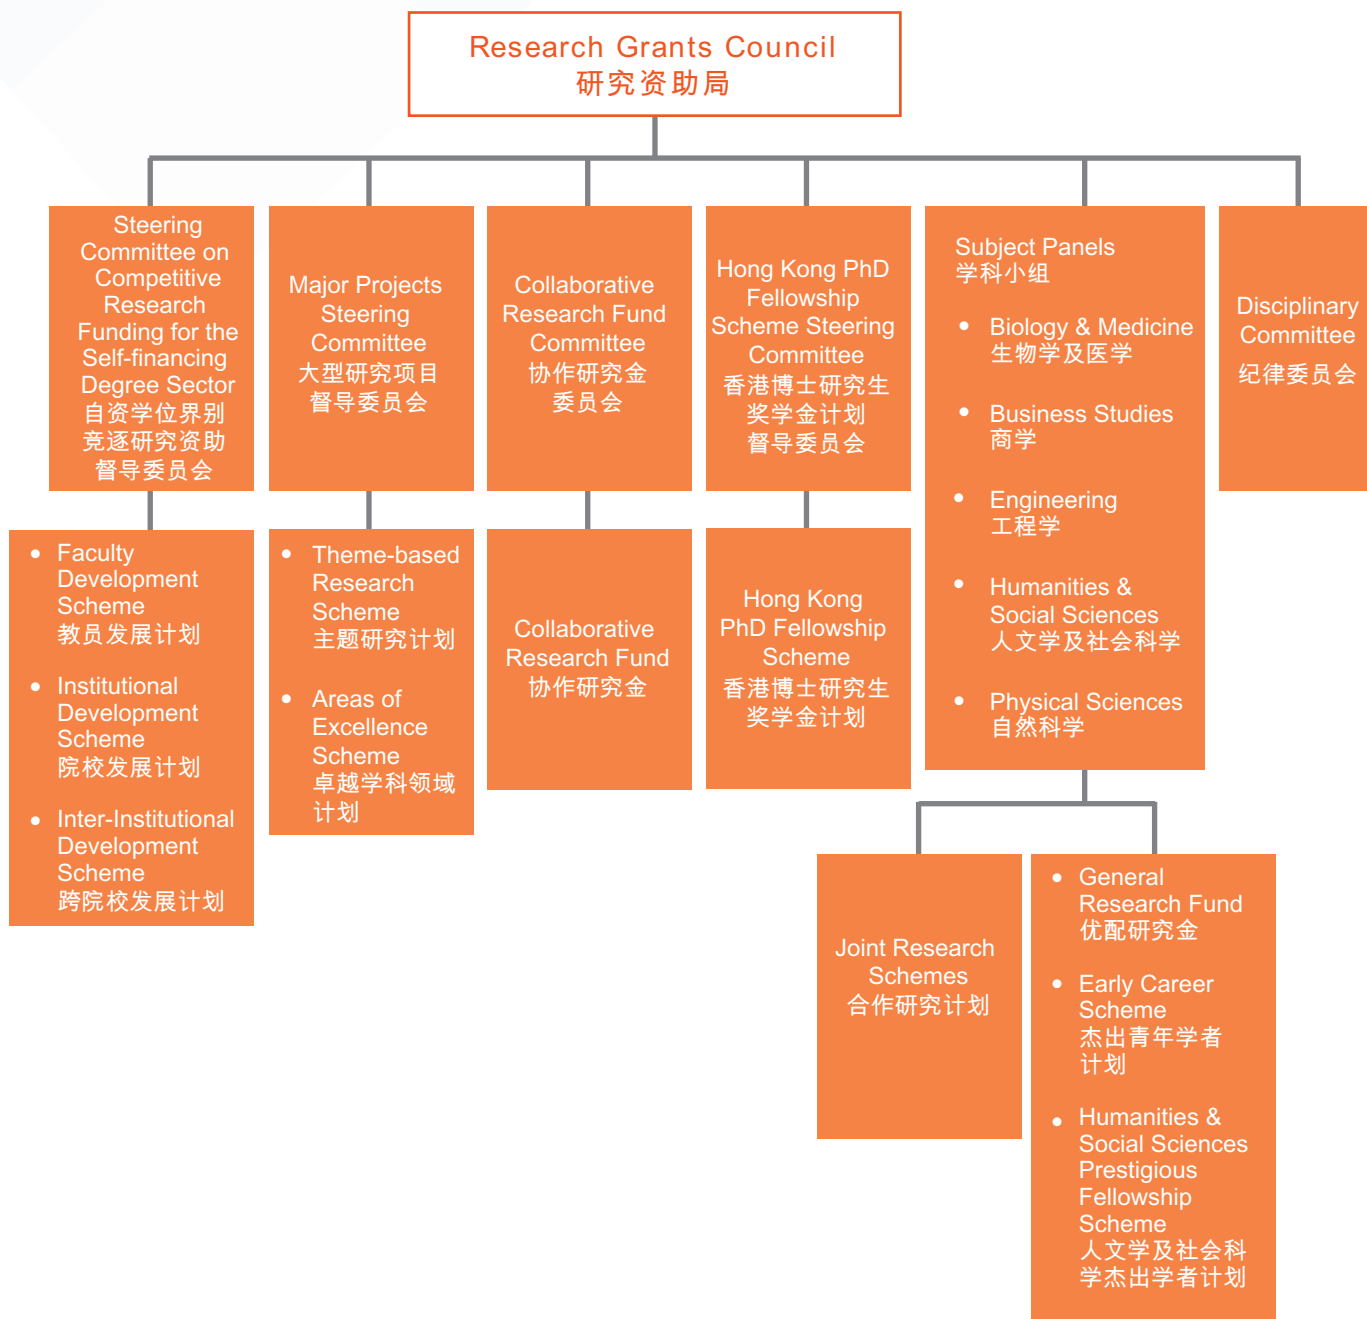 Research Grants Council
研究资助局
Steering
Committee on
Competitive
Research
Funding for the
Self-financing
Degree Sector
自资学位界别
竞逐研究资助
督导委员会
Major Projects
Steering
Committee
大型研究项目
督导委员会
Collaborative
Research Fund
Committee
协作研究金
委员会
Hong Kong PhD
Fellowship
Scheme Steering
Committee
香港博士研究生
奖学金计划
督导委员会
Subject Panels
学科小组
• Biology & Medicine
生物学及医学
• Business Studies
商学
• Engineering
工程学
• Humanities &
Social Sciences
人文学及社会科学
• Physical Sciences
自然科学
Disciplinary
Committee
纪律委员会
• Faculty
Development
Scheme
教员发展计划
• Institutional
Development
Scheme
院校发展计划
• Inter-Institutional
Development
Scheme
跨院校发展计划
• Theme-based
Research
Scheme
主题研究计划
• Areas of
Excellence
Scheme
卓越学科领域
计划
Collaborative
Research Fund
协作研究金
Hong Kong
PhD Fellowship
Scheme
香港博士研究生
奖学金计划
Joint Research
Schemes
合作研究计划
• General
Research Fund
优配研究金
• Early Career
Scheme
杰出青年学者
计划
• Humanities &
Social Sciences
Prestigious
Fellowship
Scheme
人文学及社会科
学杰出学者计划